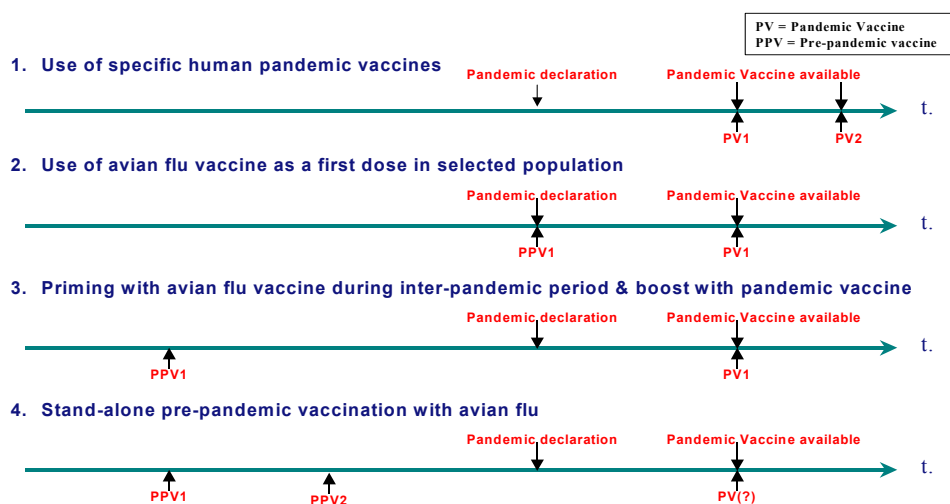 PV = Pandemic Vaccine
PPV = Pre-pandemic vaccine
1. Use of specific human pandemic vaccines
Pandemic declaration
Pandemic Vaccine available
t.
PV1
PV2
2. Use of avian flu vaccine as a first dose in selected population
Pandemic declaration
Pandemic Vaccine available
t.
PPV1
PV1
3. Priming with avian flu vaccine during inter-pandemic period & boost with pandemic vaccine
Pandemic declaration
Pandemic Vaccine available
t.
PPV1
PV1
4. Stand-alone pre-pandemic vaccination with avian flu
Pandemic declaration
Pandemic Vaccine available
t.
PPV1
PPV2
PV(?)